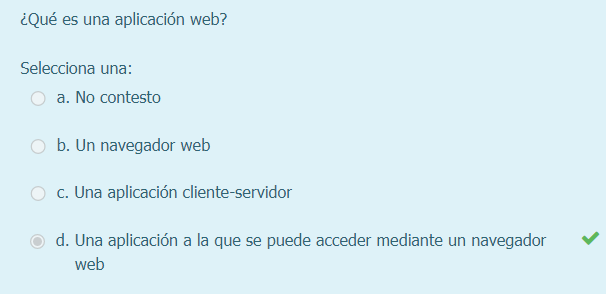 ¿Qué es una aplicación web?
Selecciona una:
a. No contesto
b. Un navegador web
c. Una aplicación cliente-servidor
d. Una aplicación a la que se puede acceder mediante un navegador
web